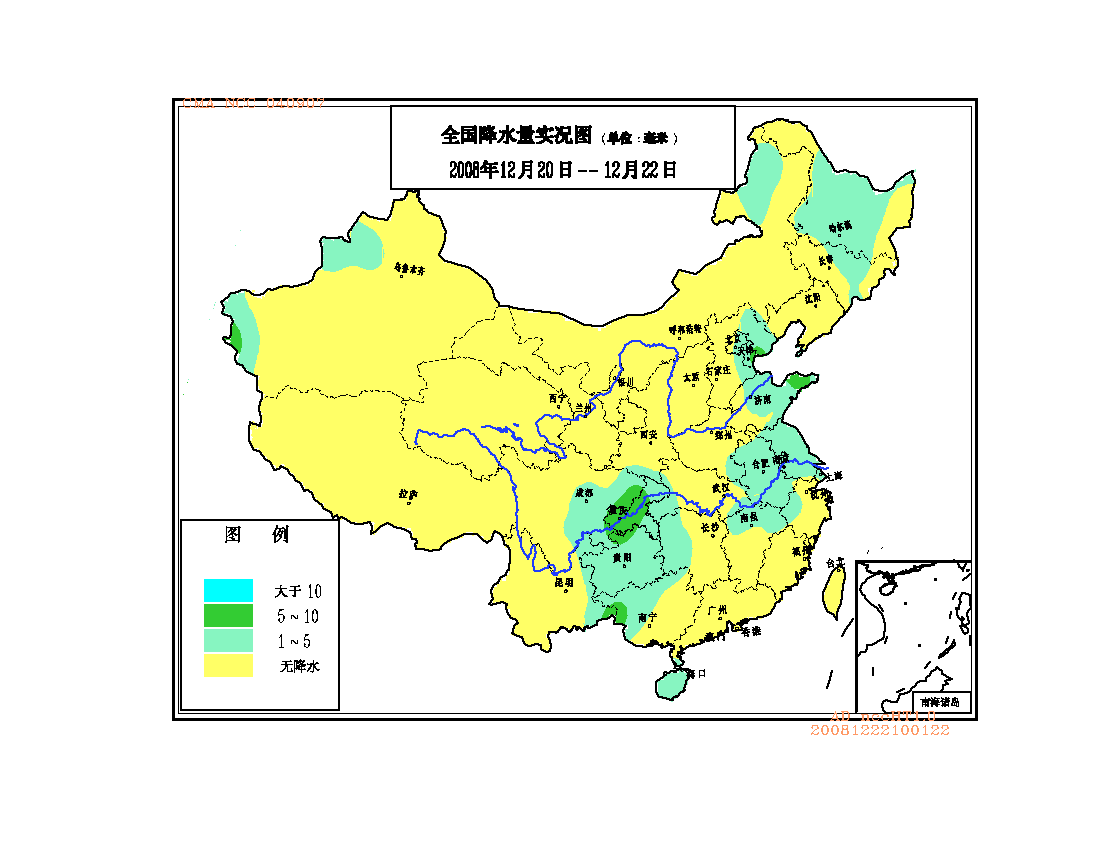 CMA NCC 040902
全国降水量实况图 (单位:毫米)
2008年12月20日--12月22日
哈尔滨
长春
乌鲁木齐
沈阳
呼和浩特
北京
天津
银川
太原
石家庄
西宁
济南
兰州
西安
郑州
合肥
南京
上海
拉萨
成都
武汉
杭州
重庆
南昌
长沙
贵阳
福州
昆明
台北
广州
南宁
香港
澳门
海口
图 例
大于 10
5 ~ 10
1 ~ 5
无降水
南海诸岛
20081222100122